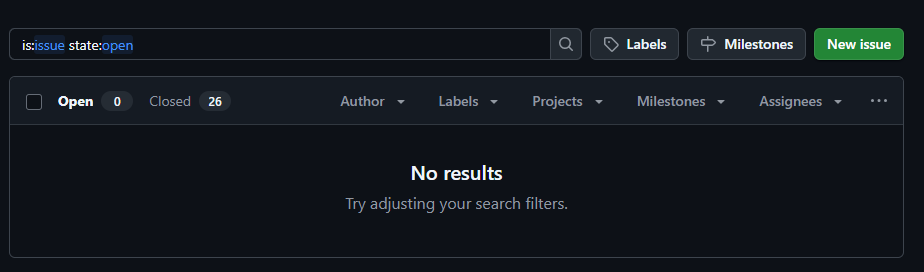 is:issue state:open
Labels
Milestones
New issue
Open 0 Closed 26 Author Labels Projects Milestones Assignees
No results
Try adjusting your search filters.